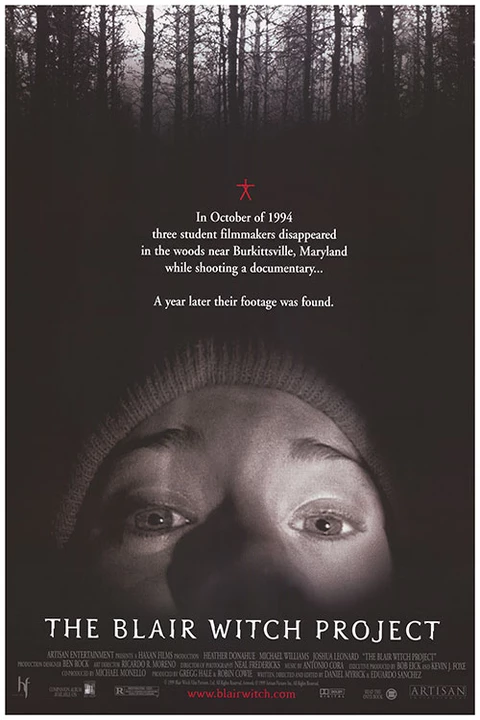 In October of 1994
three student filmmakers disappeared
in the woods near Burkittsville, Maryland
while shooting a documentary...
A year later their footage was found.
THE BLAIR WITCH PROJECT
ARTISAN ENTERTAINMENT PRESENTS A HAXAN FILMS PRODUCTION HEATHER DONAHUE MICHAEL WILLIAMS JOSHUA LEONARD "THE BLAIR WITCH PROJECT"
PRODUCTION DESIGNER BEN ROCK ART DIRECTOR RICARDO R. MORENO DIRECTOR OF PHOTOGRAPHY NEAL FREDERICKS MUSIC BY ANTONIO CORA EXECUTIVE PRODUCED BY BOB EICK AND KEVIN J. FOXE
CO-PRODUCED BY MICHAEL MONELLO PRODUCED BY GREGG HALE & ROBIN COWIE WRITTEN, DIRECTED AND EDITED BY DANIEL MYRICK & EDUARDO SANCHEZ
hf
R
www.blairwitch.com
ARTISAN